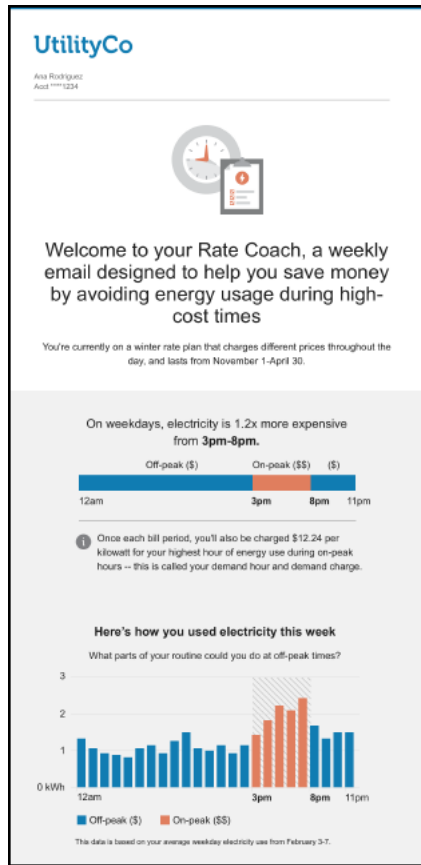 UtilityCo
Ana Rodriguez
Acct ****1234
Welcome to your Rate Coach, a weekly
email designed to help you save money
by avoiding energy usage during high-
cost times
You're currently on a winter rate plan that charges different prices throughout the
day, and lasts from November 1-April 30.
On weekdays, electricity is 1.2x more expensive
from 3pm-8pm.
Off-peak ($) On-peak ($$) ($)
12am 3pm 8pm 11pm
i Once each bill period, you'll also be charged $12.24 per
kilowatt for your highest hour of energy use during on-peak
hours -- this is called your demand hour and demand charge.
Here's how you used electricity this week
What parts of your routine could you do at off-peak times?
3
2
1
0 kWh
12am 3pm 8pm 11pm
Off-peak ($) On-peak ($$)
This data is based on your average weekday electricity use from February 3-7.